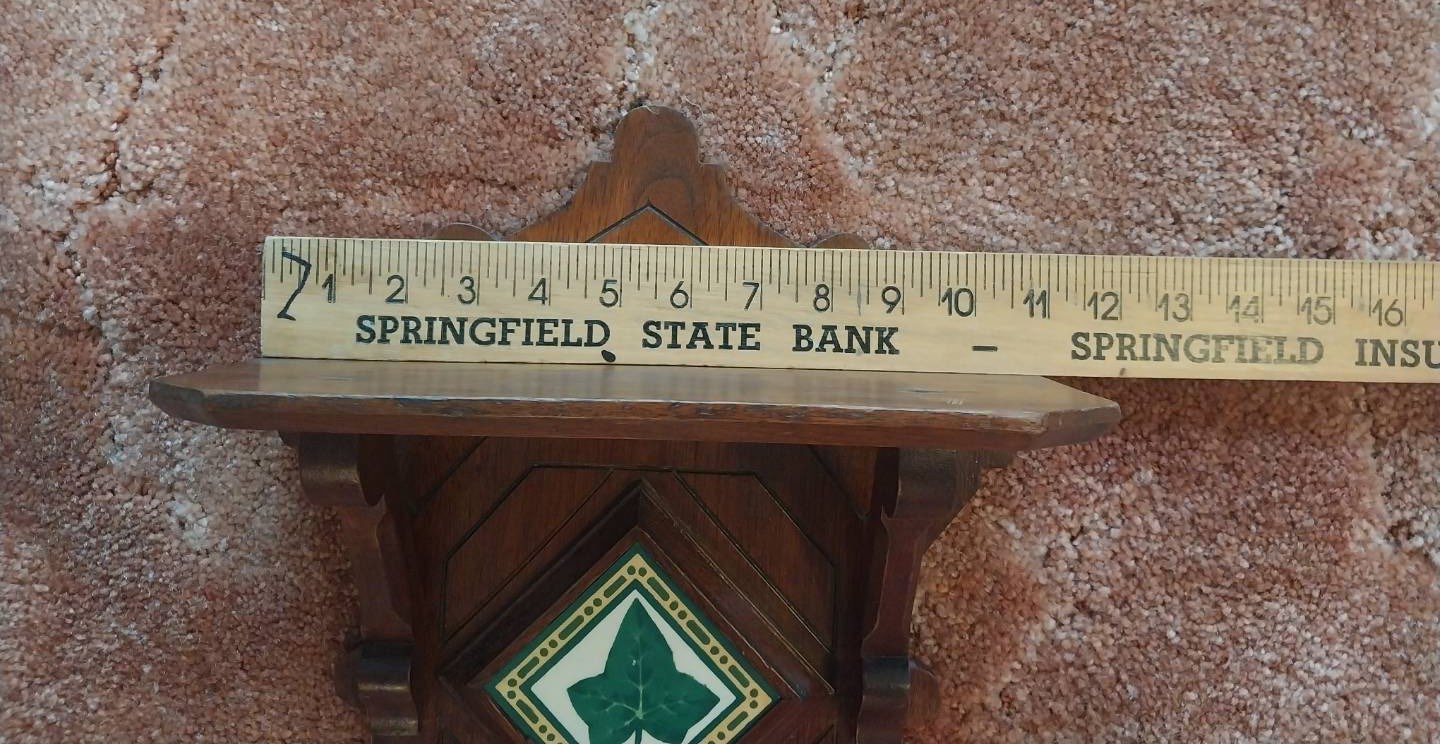 7 1 2 3 4 5 6 7 8 9 10 11 12 13 14 15 16
SPRINGFIELD STATE BANK – SPRINGFIELD INSU